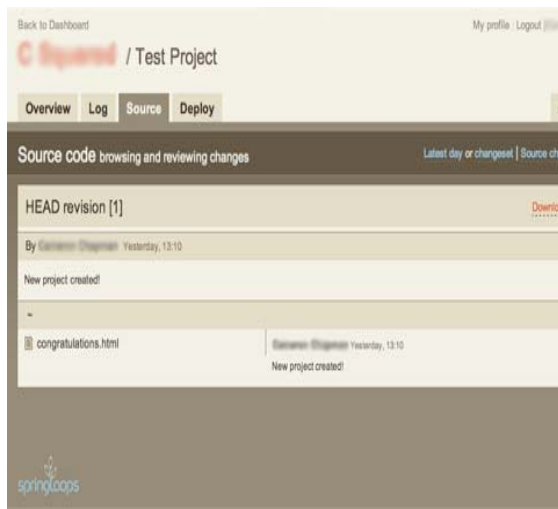 Back to Dashboard
My profile Logout
/ Test Project
Overview Log Source Deploy
Source code browsing and reviewing changes
Latest day or changeset | Source ch
HEAD revision [1]
Downlo
By Yesterday, 13:10
New project created!
~
congratulations.html
Yesterday, 13:10
New project created!
springloops